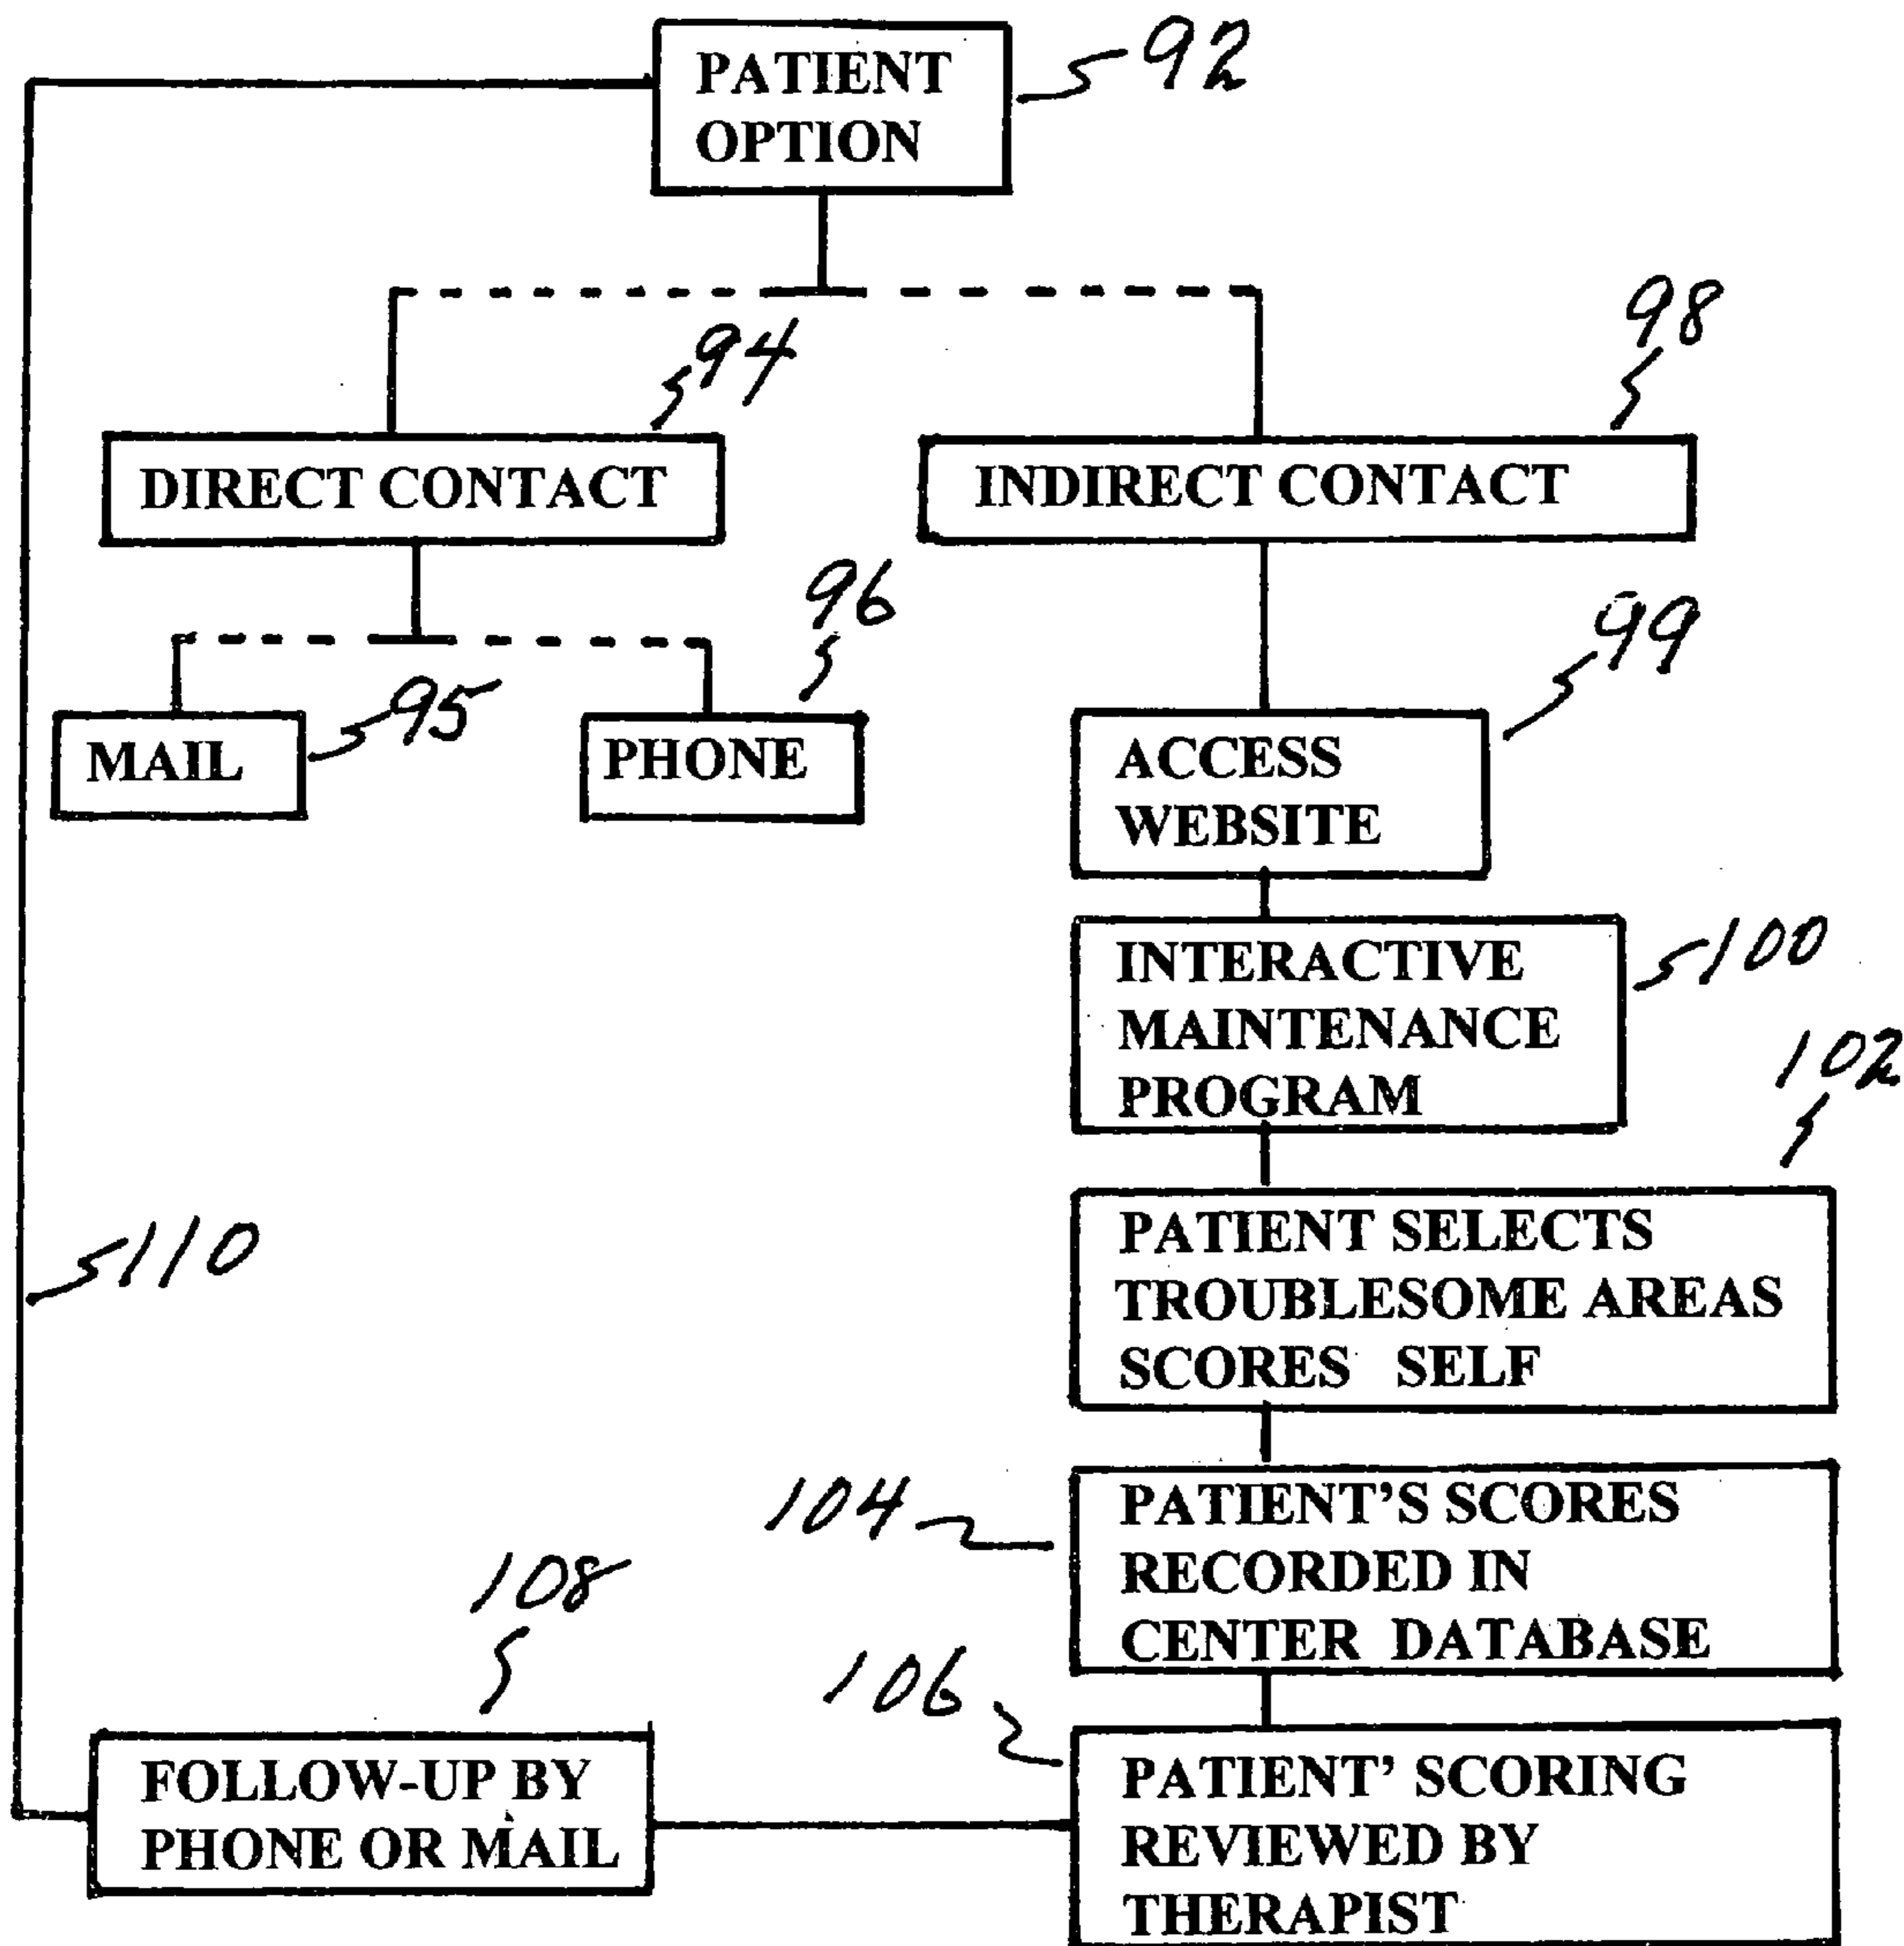 PATIENT
OPTION
92
94
98
DIRECT CONTACT
INDIRECT CONTACT
96
99
95
MAIL
PHONE
ACCESS
WEBSITE
INTERACTIVE
MAINTENANCE
PROGRAM
100
102
PATIENT SELECTS
TROUBLESOME AREAS
SCORES SELF
110
104
PATIENT'S SCORES
RECORDED IN
CENTER DATABASE
108
106
FOLLOW-UP BY
PHONE OR MAIL
PATIENT' SCORING
REVIEWED BY
THERAPIST